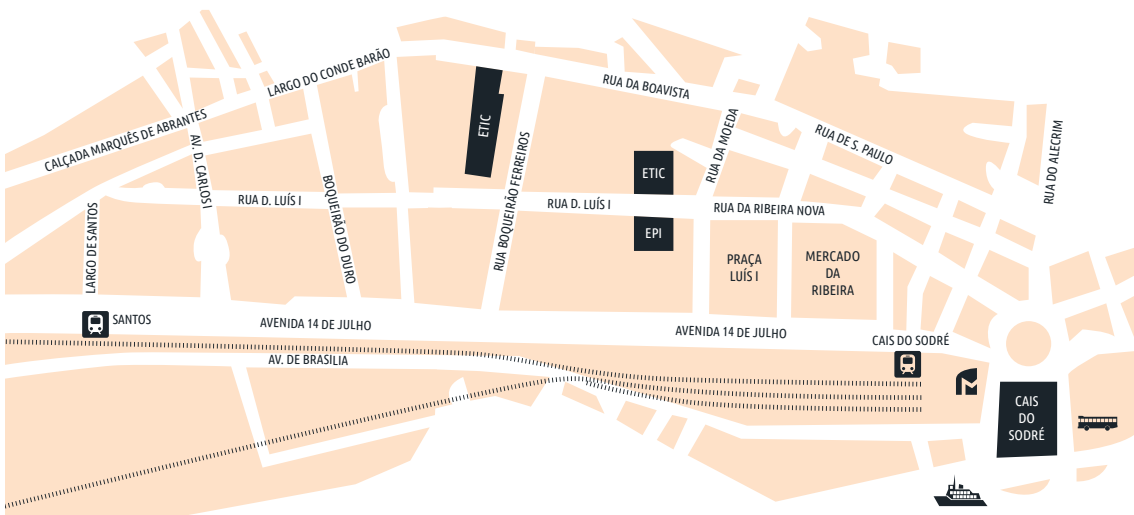 LARGO DO CONDE BARÃO
RUA DA BOAVISTA
CALÇADA MARQUÊS DE ABRANTES
AV. D. CARLOS I
ETIC
RUA DA MOEDA
RUA DE S. PAULO
RUA DO ALECRIM
BOQUEIRÃO DO DURO
RUA BOQUEIRÃO FERREIROS
ETIC
RUA D. LUÍS I
RUA D. LUÍS I
RUA DA RIBEIRA NOVA
LARGO DE SANTOS
EPI
PRAÇA
LUÍS I
MERCADO
DA
RIBEIRA
SANTOS
AVENIDA 14 DE JULHO
AVENIDA 14 DE JULHO
CAIS DO SODRÉ
AV. DE BRASÍLIA
CAIS
DO
SODRÉ